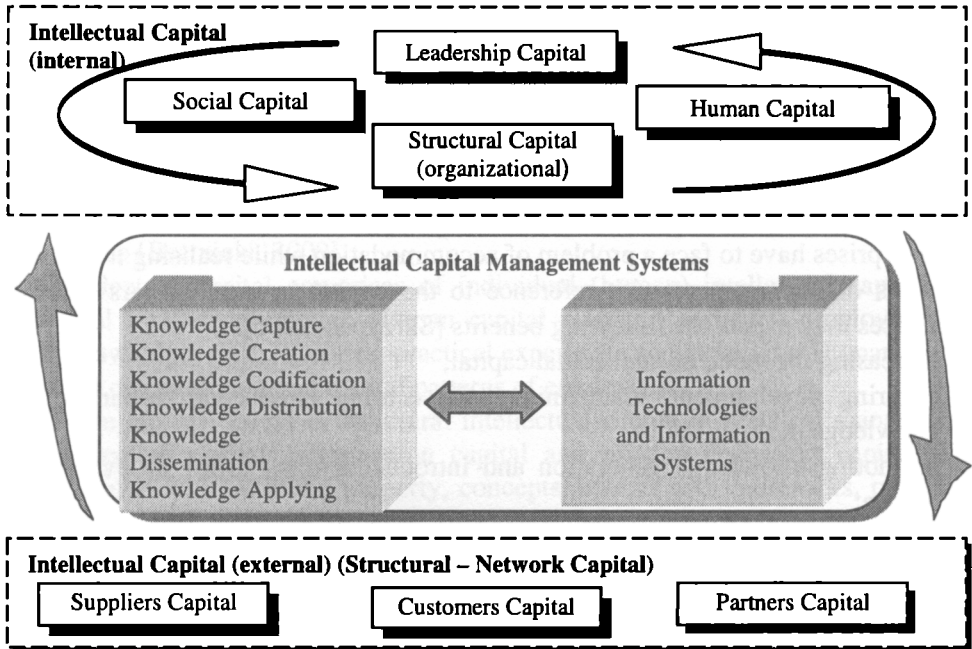 Intellectual Capital
(internal)
Leadership Capital
Social Capital
Human Capital
Structural Capital
(organizational)
Intellectual Capital Management Systems
Knowledge Capture
Knowledge Creation
Knowledge Codification
Knowledge Distribution
Knowledge
Dissemination
Knowledge Applying
Information
Technologies
and Information
Systems
Intellectual Capital (external) (Structural – Network Capital)
Suppliers Capital
Customers Capital
Partners Capital